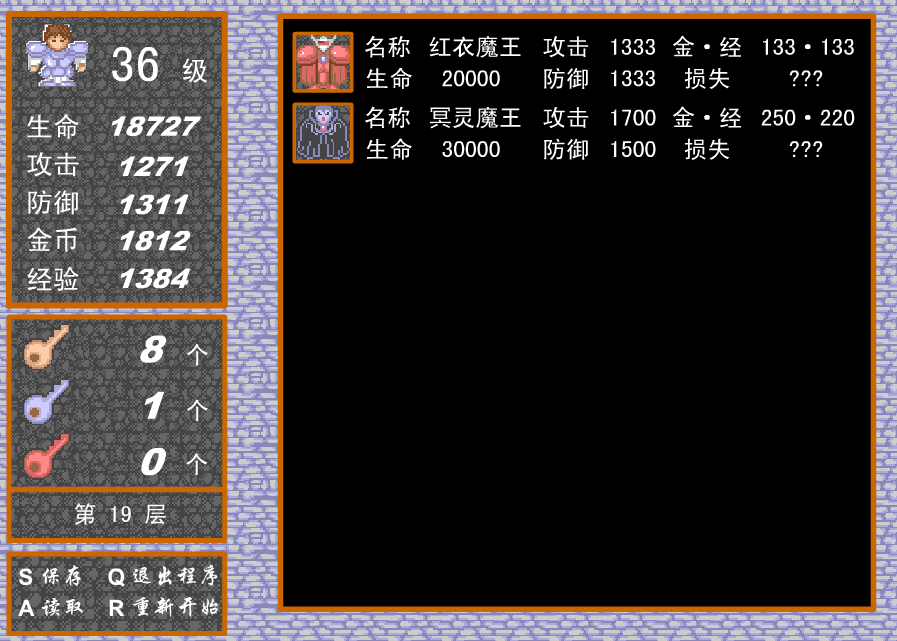 36 级
生命 18727
攻击 1271
防御 1311
金币 1812
经验 1384
8 个
1 个
0 个
第 19 层
S 保存 Q 退出程序
A 读取 R 重新开始
名称 红衣魔王 攻击 1333 金·经 133·133
生命 20000 防御 1333 损失 ???
名称 冥灵魔王 攻击 1700 金·经 250·220
生命 30000 防御 1500 损失 ???